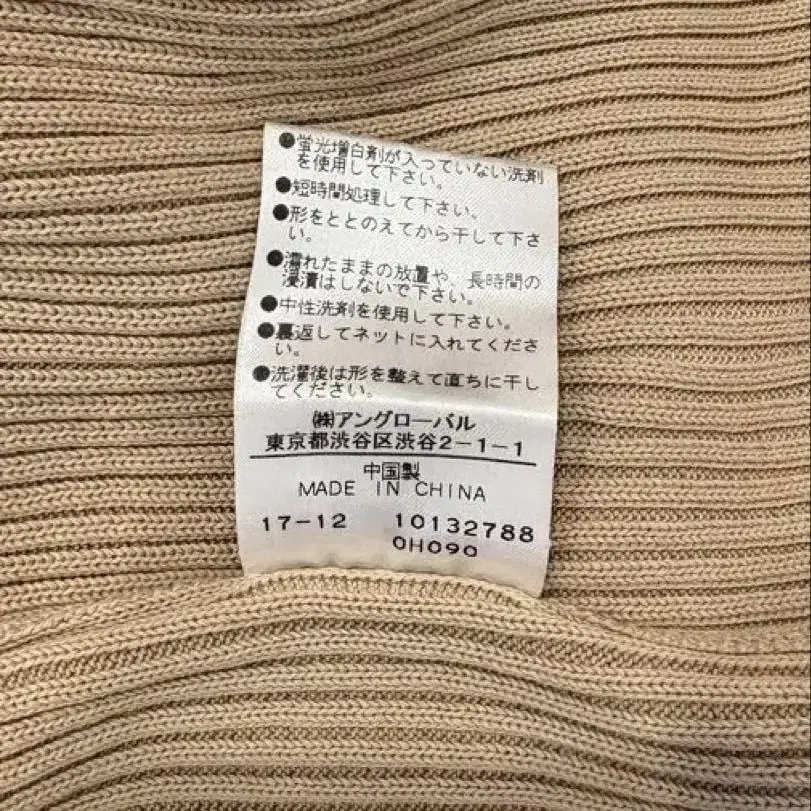 ●蛍光増白剤が入っていない洗剤
を使用して下さい。
●短時間処理して下さい。
●形をととのえてから干して下さ
い。
●濡れたままの放置や、長時間の
浸漬はしないで下さい。
●中性洗剤を使用して下さい。
●裏返してネットに入れてくださ
い。
●洗濯後は形を整えて直ちに干し
てください。
㈱アングローバル
東京都渋谷区渋谷2-1-1
中国製
MADE IN CHINA
17-12 10132788
OH090